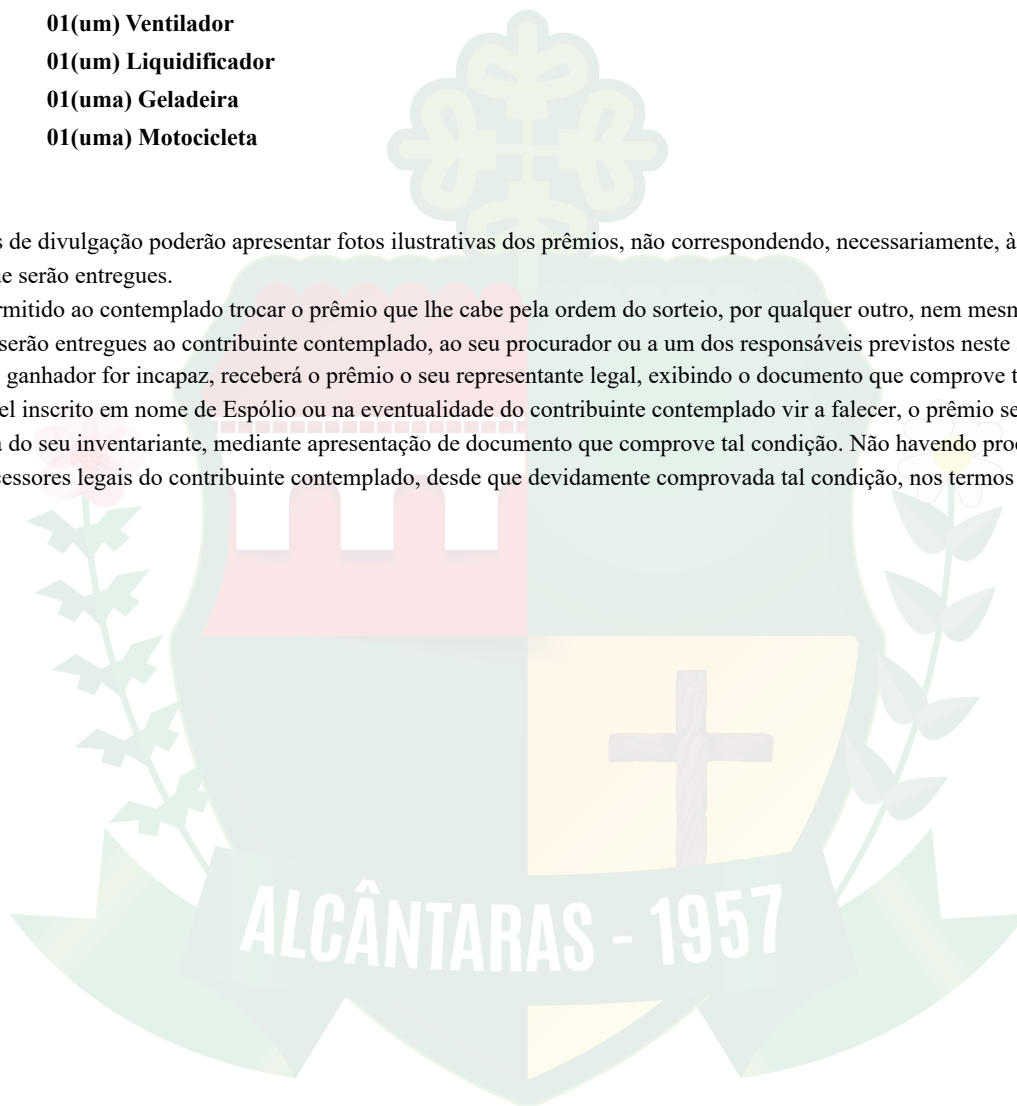 01(um) Ventilador
01(um) Liquidificador
01(uma) Geladeira
01(uma) Motocicleta
s de divulgação poderão apresentar fotos ilustrativas dos prêmios, não correspondendo, necessariamente, à
ue serão entregues.
rmitido ao contemplado trocar o prêmio que lhe cabe pela ordem do sorteio, por qualquer outro, nem mesm
serão entregues ao contribuinte contemplado, ao seu procurador ou a um dos responsáveis previstos neste
ganhador for incapaz, receberá o prêmio o seu representante legal, exibindo o documento que comprove t
el inscrito em nome de Espólio ou na eventualidade do contribuinte contemplado vir a falecer, o prêmio se
a do seu inventariante, mediante apresentação de documento que comprove tal condição. Não havendo pro
essores legais do contribuinte contemplado, desde que devidamente comprovada tal condição, nos termos
ALCÂNTARAS - 1957